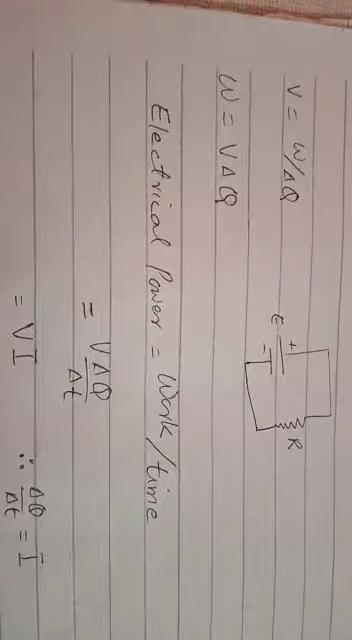 V = W/ΔQ
E + - R
W = VΔQ
Electrical Power = Work/time
= VΔQ/Δt
= VI ∵ ΔQ/Δt = I